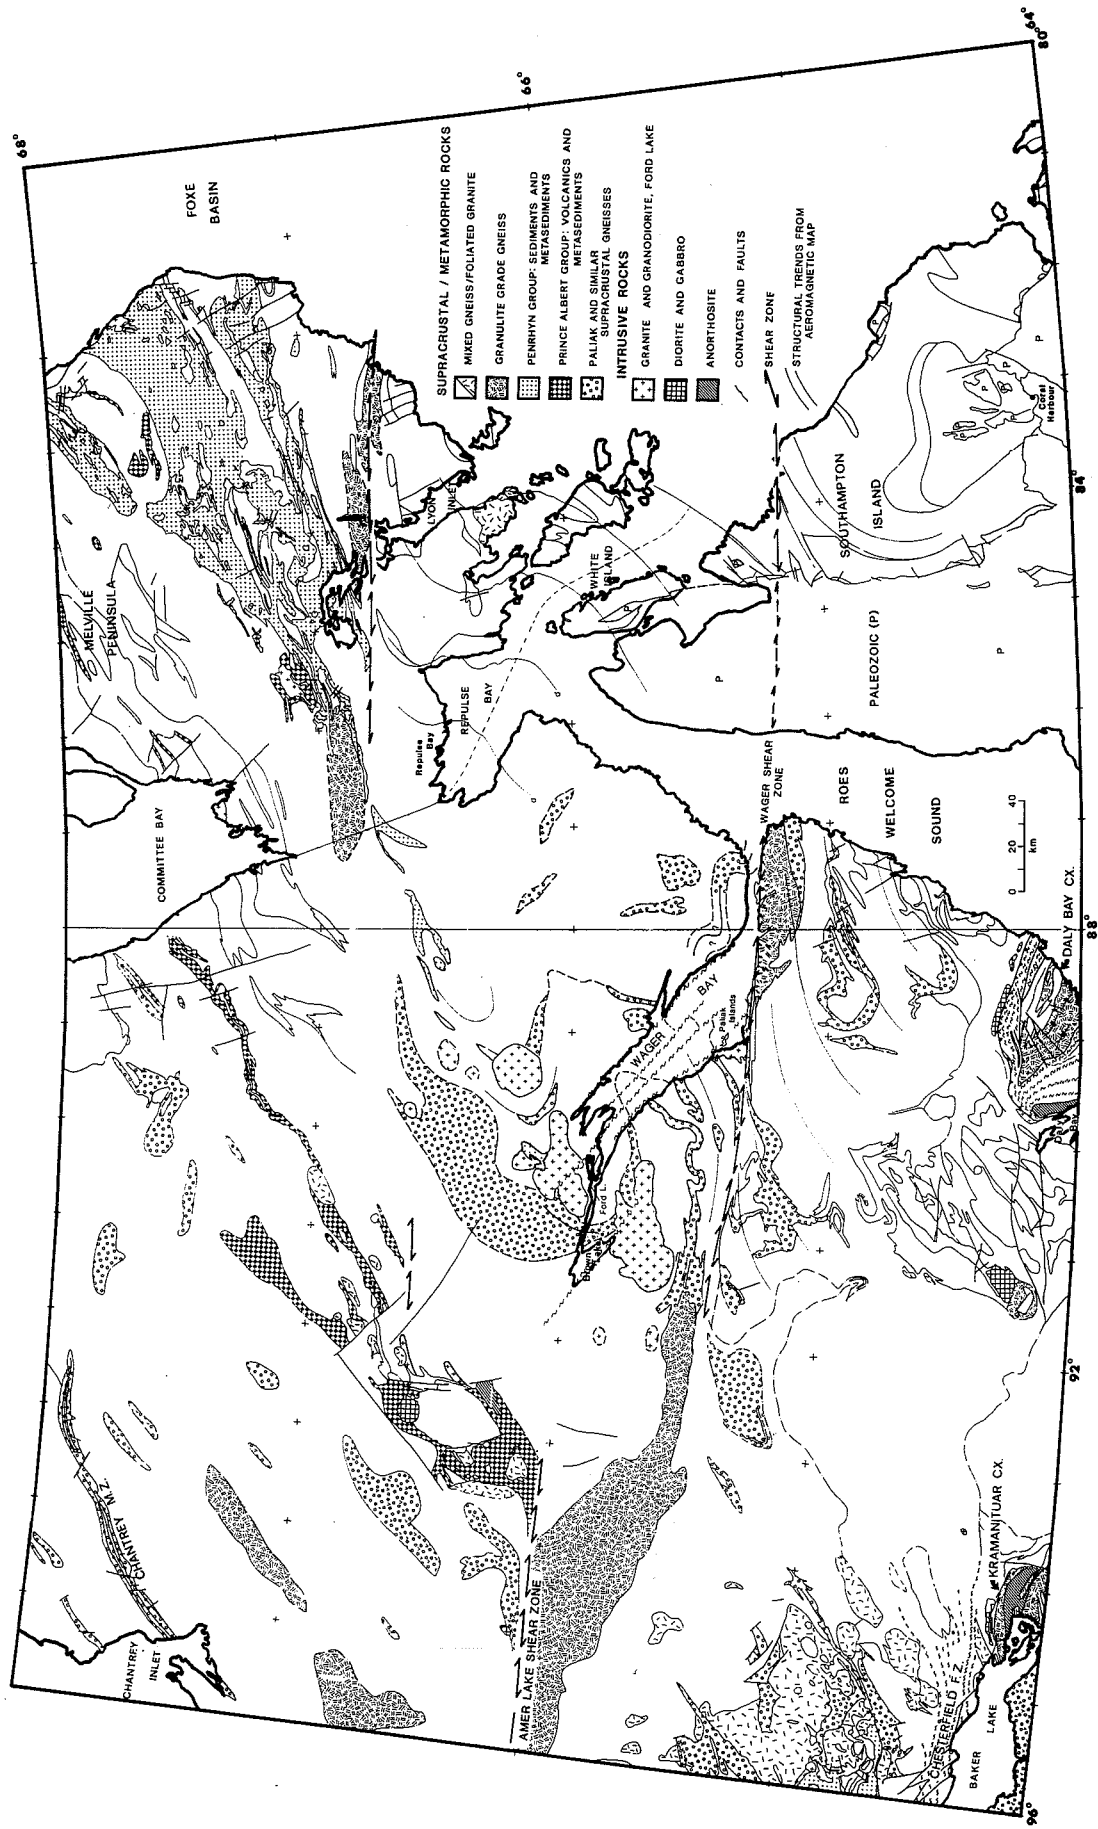 68°
66°
64°
80°
84°
88°
92°
96°
FOXE
BASIN
MELVILLE
PENINSULA
COMMITTEE BAY
CHANTREY M.Z.
CHANTREY
INLET
LYON
INLET
Repulse
Bay
REPULSE
BAY
WHITE
ISLAND
SOUTHAMPTON
ISLAND
Coral
Harbour
PALEOZOIC (P)
P
P
P
P
P
P
P
WAGER SHEAR
ZONE
ROES
WELCOME
SOUND
WAGER
BAY
Paliak
Islands
Ford L.
AMER LAKE SHEAR ZONE
DALY BAY CX.
KRAMANITUAR CX.
CHESTERFIELD F.Z.
BAKER
LAKE
0 20 40
km
SUPRACRUSTAL / METAMORPHIC ROCKS
MIXED GNEISS/FOLIATED GRANITE
GRANULITE GRADE GNEISS
PENRHYN GROUP: SEDIMENTS AND
METASEDIMENTS
PRINCE ALBERT GROUP: VOLCANICS AND
METASEDIMENTS
PALIAK AND SIMILAR
SUPRACRUSTAL GNEISSES
INTRUSIVE ROCKS
GRANITE AND GRANODIORITE, FORD LAKE
DIORITE AND GABBRO
ANORTHOSITE
CONTACTS AND FAULTS
SHEAR ZONE
STRUCTURAL TRENDS FROM
AEROMAGNETIC MAP